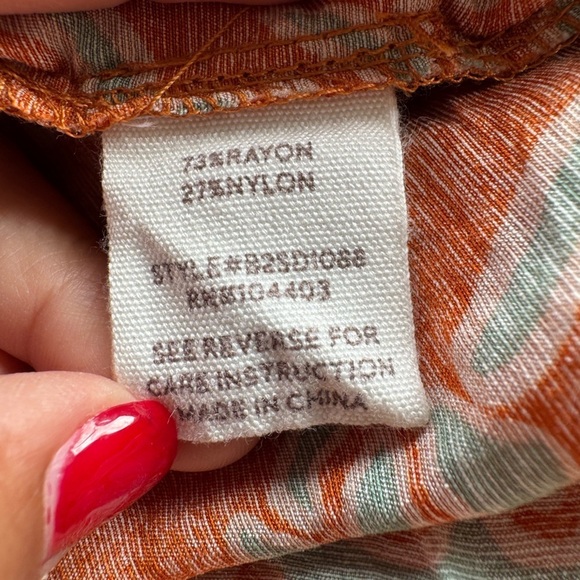 73%RAYON
27%NYLON
STYLE#B2SD1088
RN#104403
SEE REVERSE FOR
CARE INSTRUCTION
MADE IN CHINA